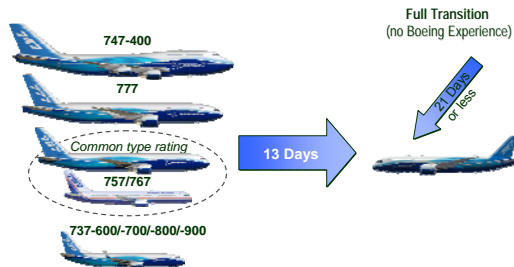 Full Transition
(no Boeing Experience)
747-400
777
21 Days
or less
Common type rating
13 Days
757/767
737-600/-700/-800/-900